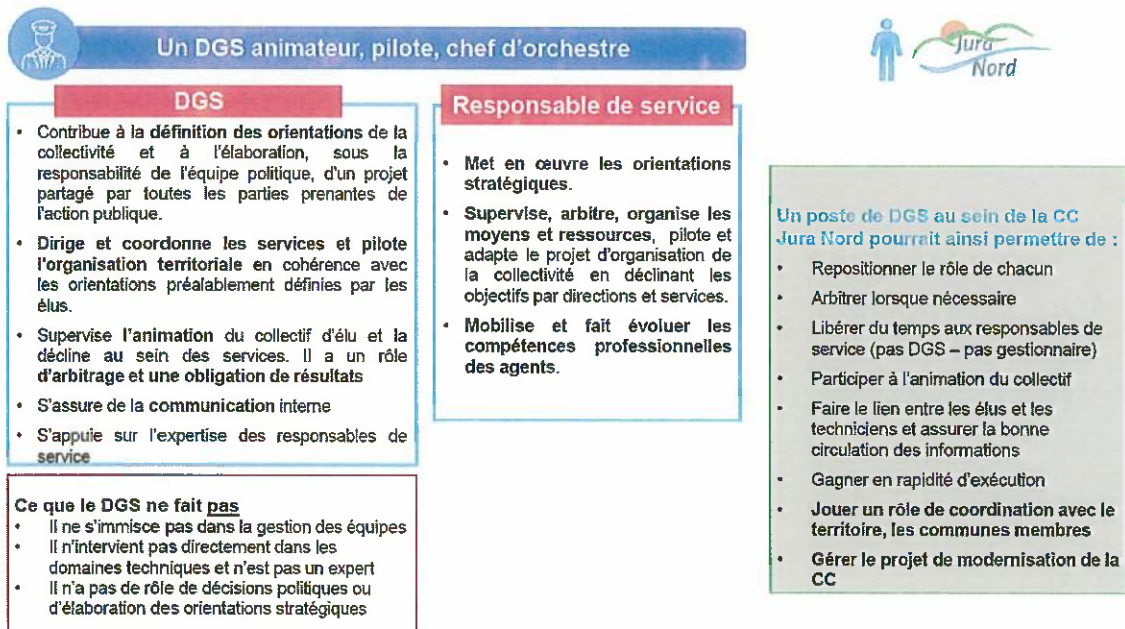 Un DGS animateur, pilote, chef d'orchestre
Jura
Nord
DGS
• Contribue à la définition des orientations de la
collectivité et à l'élaboration, sous la
responsabilité de l'équipe politique, d'un projet
partagé par toutes les parties prenantes de
l'action publique.
• Dirige et coordonne les services et pilote
l'organisation territoriale en cohérence avec
les orientations préalablement définies par les
élus.
• Supervise l'animation du collectif d'élu et la
décline au sein des services. Il a un rôle
d'arbitrage et une obligation de résultats
• S'assure de la communication interne
• S'appuie sur l'expertise des responsables de
service
Ce que le DGS ne fait pas
• Il ne s'immisce pas dans la gestion des équipes
• Il n'intervient pas directement dans les
domaines techniques et n'est pas un expert
• Il n'a pas de rôle de décisions politiques ou
d'élaboration des orientations stratégiques
Responsable de service
• Met en œuvre les orientations
stratégiques.
• Supervise, arbitre, organise les
moyens et ressources, pilote et
adapte le projet d'organisation de
la collectivité en déclinant les
objectifs par directions et services.
• Mobilise et fait évoluer les
compétences professionnelles
des agents.
Un poste de DGS au sein de la CC
Jura Nord pourrait ainsi permettre de :
• Repositionner le rôle de chacun
• Arbitrer lorsque nécessaire
• Libérer du temps aux responsables de
service (pas DGS – pas gestionnaire)
• Participer à l'animation du collectif
• Faire le lien entre les élus et les
techniciens et assurer la bonne
circulation des informations
• Gagner en rapidité d'exécution
• Jouer un rôle de coordination avec le
territoire, les communes membres
• Gérer le projet de modernisation de la
CC